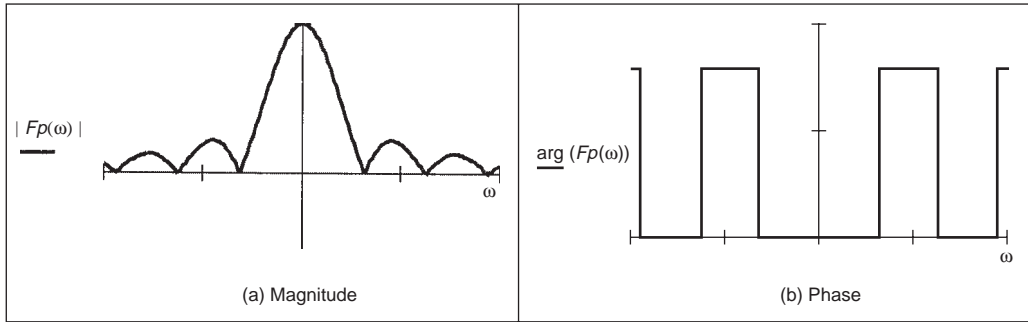 | Fp(ω) |
ω
(a) Magnitude
arg (Fp(ω))
ω
(b) Phase